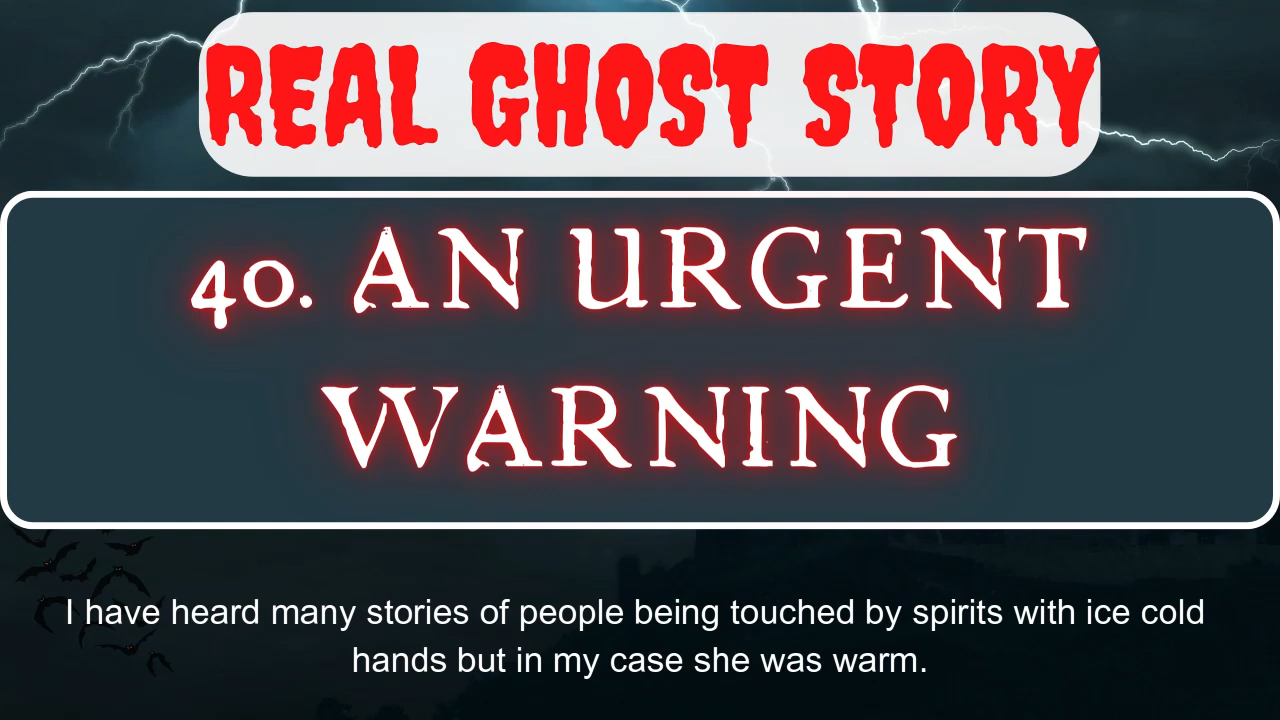 REAL GHOST STORY
40. AN URGENT
WARNING
I have heard many stories of people being touched by spirits with ice cold
hands but in my case she was warm.